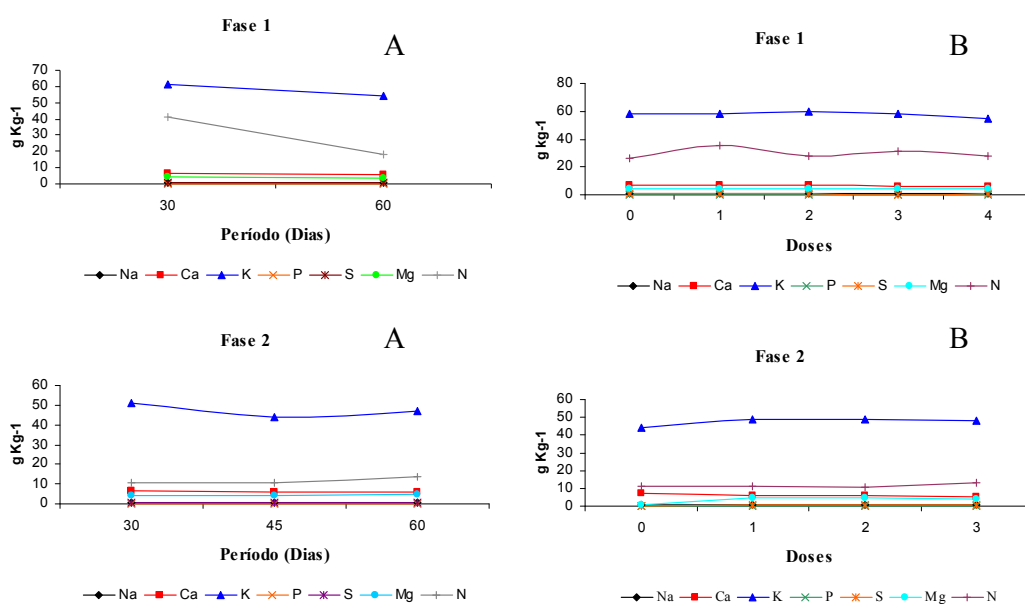 Fase 1
A
g Kg-1
70
60
50
40
30
20
10
0
30 60
Período (Dias)
Na Ca K P S Mg N
Fase 1
B
g kg-1
80
60
40
20
0
0 1 2 3 4
Doses
Na Ca K P S Mg N
Fase 2
A
g Kg-1
60
50
40
30
20
10
0
30 45 60
Período (Dias)
Na Ca K P S Mg N
Fase 2
B
g Kg-1
60
50
40
30
20
10
0
0 1 2 3
Doses
Na Ca K P S Mg N